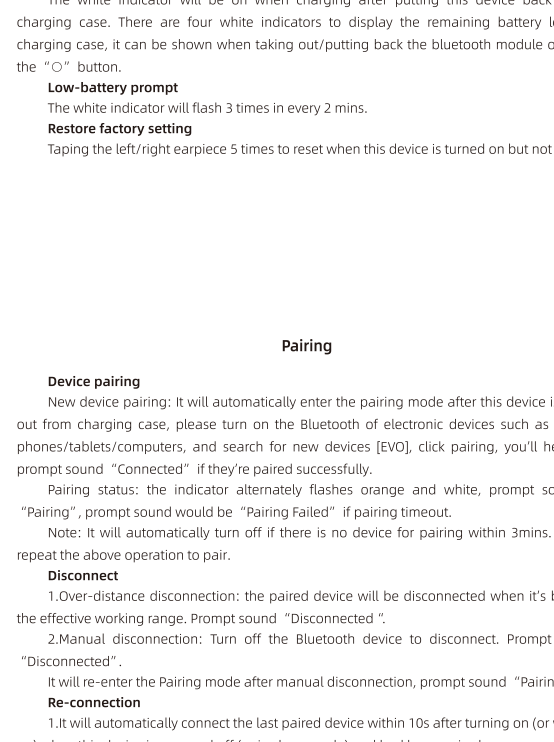 The white indicator will be on when charging after putting this device back
charging case. There are four white indicators to display the remaining battery
charging case, it can be shown when taking out/putting back the bluetooth module
the “○” button.
Low-battery prompt
The white indicator will flash 3 times in every 2 mins.
Restore factory setting
Taping the left/right earpiece 5 times to reset when this device is turned on but not
Pairing
Device pairing
New device pairing: It will automatically enter the pairing mode after this device
out from charging case, please turn on the Bluetooth of electronic devices such as
phones/tablets/computers, and search for new devices [EVO], click pairing, you’ll
prompt sound “Connected” if they’re paired successfully.
Pairing status: the indicator alternately flashes orange and white, prompt
“Pairing”, prompt sound would be “Pairing Failed” if pairing timeout.
Note: It will automatically turn off if there is no device for pairing within 3mins.
repeat the above operation to pair.
Disconnect
1.Over-distance disconnection: the paired device will be disconnected when it’s
the effective working range. Prompt sound “Disconnected “.
2.Manual disconnection: Turn off the Bluetooth device to disconnect. Prompt
“Disconnected”.
It will re-enter the Pairing mode after manual disconnection, prompt sound
Re-connection
1.It will automatically connect the last paired device within 10s after turning on (or